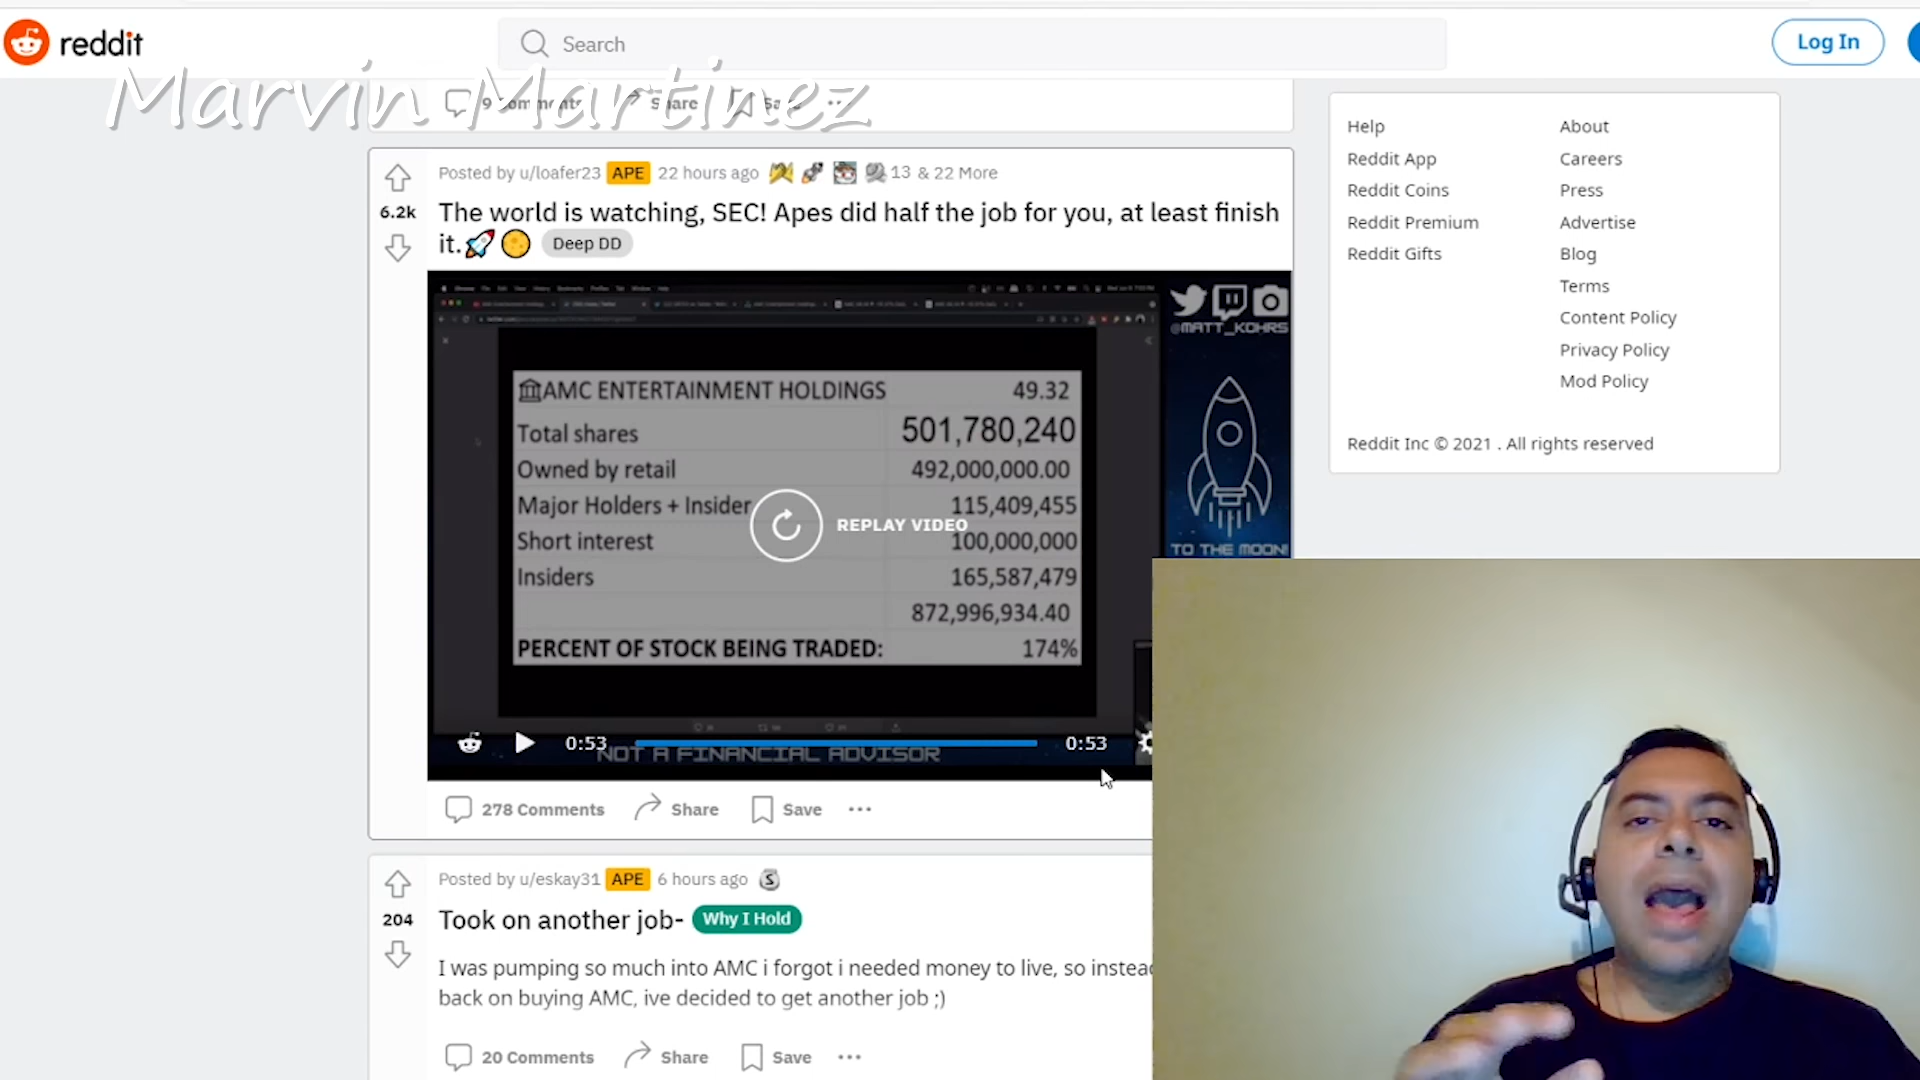 reddit
Search
Log In
Marvin Martinez
9 Comments Share Save
Posted by u/loafer23 APE 22 hours ago 13 & 22 More
6.2k
The world is watching, SEC! Apes did half the job for you, at least finish
it.🚀🌕 Deep DD
@MATT_KOHRS
AMC ENTERTAINMENT HOLDINGS 49.32
Total shares 501,780,240
Owned by retail 492,000,000.00
Major Holders + Insider 115,409,455
REPLAY VIDEO
Short interest 100,000,000
Insiders 165,587,479
872,996,934.40
PERCENT OF STOCK BEING TRADED: 174%
TO THE MOON!
0:53 0:53
NOT A FINANCIAL ADVISOR
278 Comments Share Save
Posted by u/eskay31 APE 6 hours ago
204
Took on another job- Why I Hold
I was pumping so much into AMC i forgot i needed money to live, so instead
back on buying AMC, ive decided to get another job ;)
20 Comments Share Save
Help About
Reddit App Careers
Reddit Coins Press
Reddit Premium Advertise
Reddit Gifts Blog
Terms
Content Policy
Privacy Policy
Mod Policy
Reddit Inc © 2021 . All rights reserved